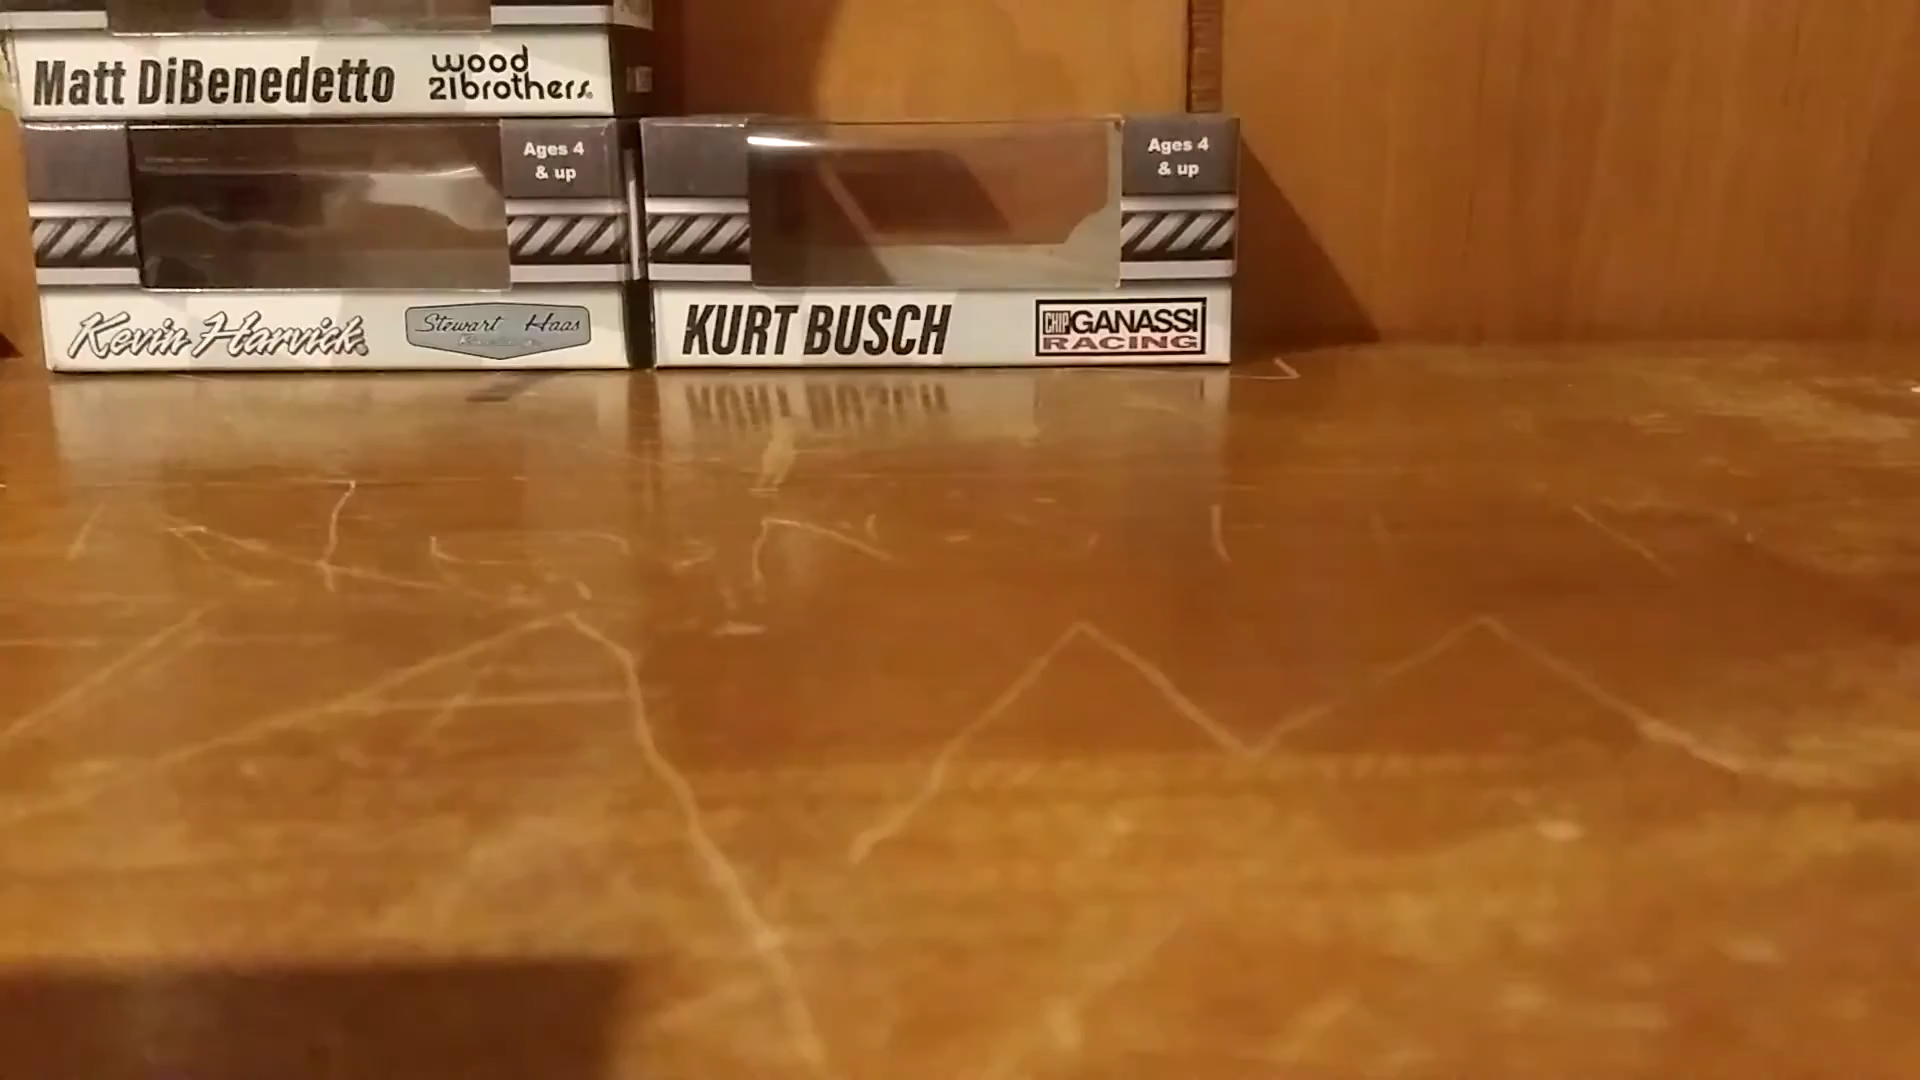 Matt DiBenedetto
wood
21brothers
Ages 4
& up
Kevin Harvick
Stewart Haas
Ages 4
& up
KURT BUSCH
CHIP GANASSI
RACING